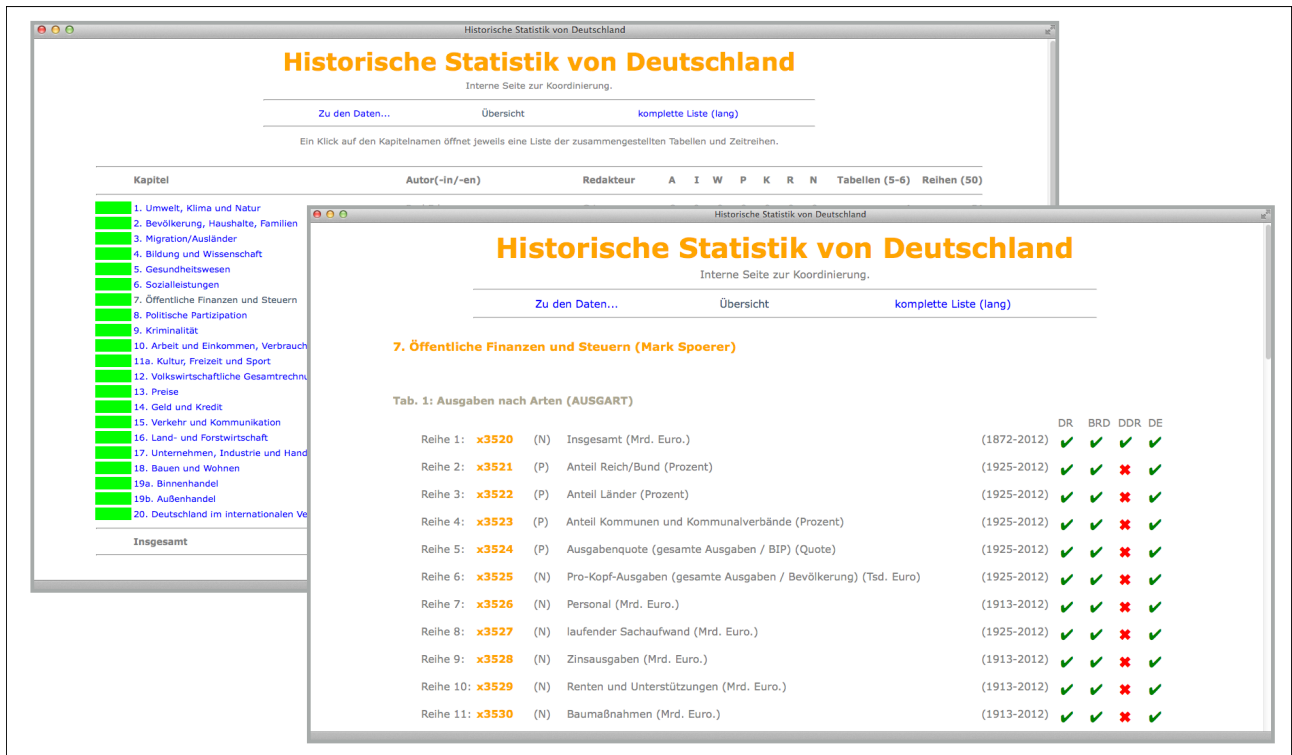 Historische Statistik von Deutschland
Historische Statistik von Deutschland
Interne Seite zur Koordinierung.
Zu den Daten... Übersicht komplette Liste (lang)
Ein Klick auf den Kapitelnamen öffnet jeweils eine Liste der zusammengestellten Tabellen und Zeitreihen.
Kapitel Autor(-in/-en) Redakteur A I W P K R N Tabellen (5-6) Reihen (50)
1. Umwelt, Klima und Natur
2. Bevölkerung, Haushalte, Familien
3. Migration/Ausländer
4. Bildung und Wissenschaft
5. Gesundheitswesen
6. Sozialleistungen
7. Öffentliche Finanzen und Steuern
8. Politische Partizipation
9. Kriminalität
10. Arbeit und Einkommen, Verbrauch
11a. Kultur, Freizeit und Sport
12. Volkswirtschaftliche Gesamtrechnu
13. Preise
14. Geld und Kredit
15. Verkehr und Kommunikation
16. Land- und Forstwirtschaft
17. Unternehmen, Industrie und Hand
18. Bauen und Wohnen
19a. Binnenhandel
19b. Außenhandel
20. Deutschland im internationalen Ve
Insgesamt
Historische Statistik von Deutschland
Historische Statistik von Deutschland
Interne Seite zur Koordinierung.
Zu den Daten... Übersicht komplette Liste (lang)
7. Öffentliche Finanzen und Steuern (Mark Spoerer)
Tab. 1: Ausgaben nach Arten (AUSGART)
DR BRD DDR DE
Reihe 1: x3520 (N) Insgesamt (Mrd. Euro.) (1872-2012) ✔ ✔ ✔ ✔
Reihe 2: x3521 (P) Anteil Reich/Bund (Prozent) (1925-2012) ✔ ✔ ✖ ✔
Reihe 3: x3522 (P) Anteil Länder (Prozent) (1925-2012) ✔ ✔ ✖ ✔
Reihe 4: x3523 (P) Anteil Kommunen und Kommunalverbände (Prozent) (1925-2012) ✔ ✔ ✖ ✔
Reihe 5: x3524 (P) Ausgabenquote (gesamte Ausgaben / BIP) (Quote) (1925-2012) ✔ ✔ ✖ ✔
Reihe 6: x3525 (N) Pro-Kopf-Ausgaben (gesamte Ausgaben / Bevölkerung) (Tsd. Euro) (1925-2012) ✔ ✔ ✖ ✔
Reihe 7: x3526 (N) Personal (Mrd. Euro.) (1913-2012) ✔ ✔ ✖ ✔
Reihe 8: x3527 (N) laufender Sachaufwand (Mrd. Euro.) (1925-2012) ✔ ✔ ✖ ✔
Reihe 9: x3528 (N) Zinsausgaben (Mrd. Euro.) (1913-2012) ✔ ✔ ✖ ✔
Reihe 10: x3529 (N) Renten und Unterstützungen (Mrd. Euro.) (1913-2012) ✔ ✔ ✖ ✔
Reihe 11: x3530 (N) Baumaßnahmen (Mrd. Euro.) (1913-2012) ✔ ✔ ✖ ✔